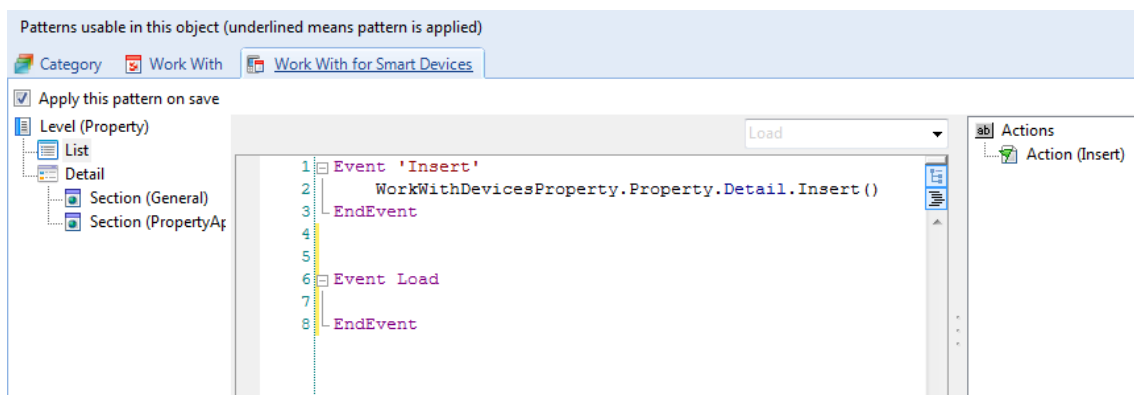 Patterns usable in this object (underlined means pattern is applied)
Category Work With Work With for Smart Devices
Apply this pattern on save
Level (Property)
List
Detail
Section (General)
Section (PropertyAp
Load
1 Event 'Insert'
2 WorkWithDevicesProperty.Property.Detail.Insert()
3 EndEvent
4
5
6 Event Load
7
8 EndEvent
ab Actions
Action (Insert)